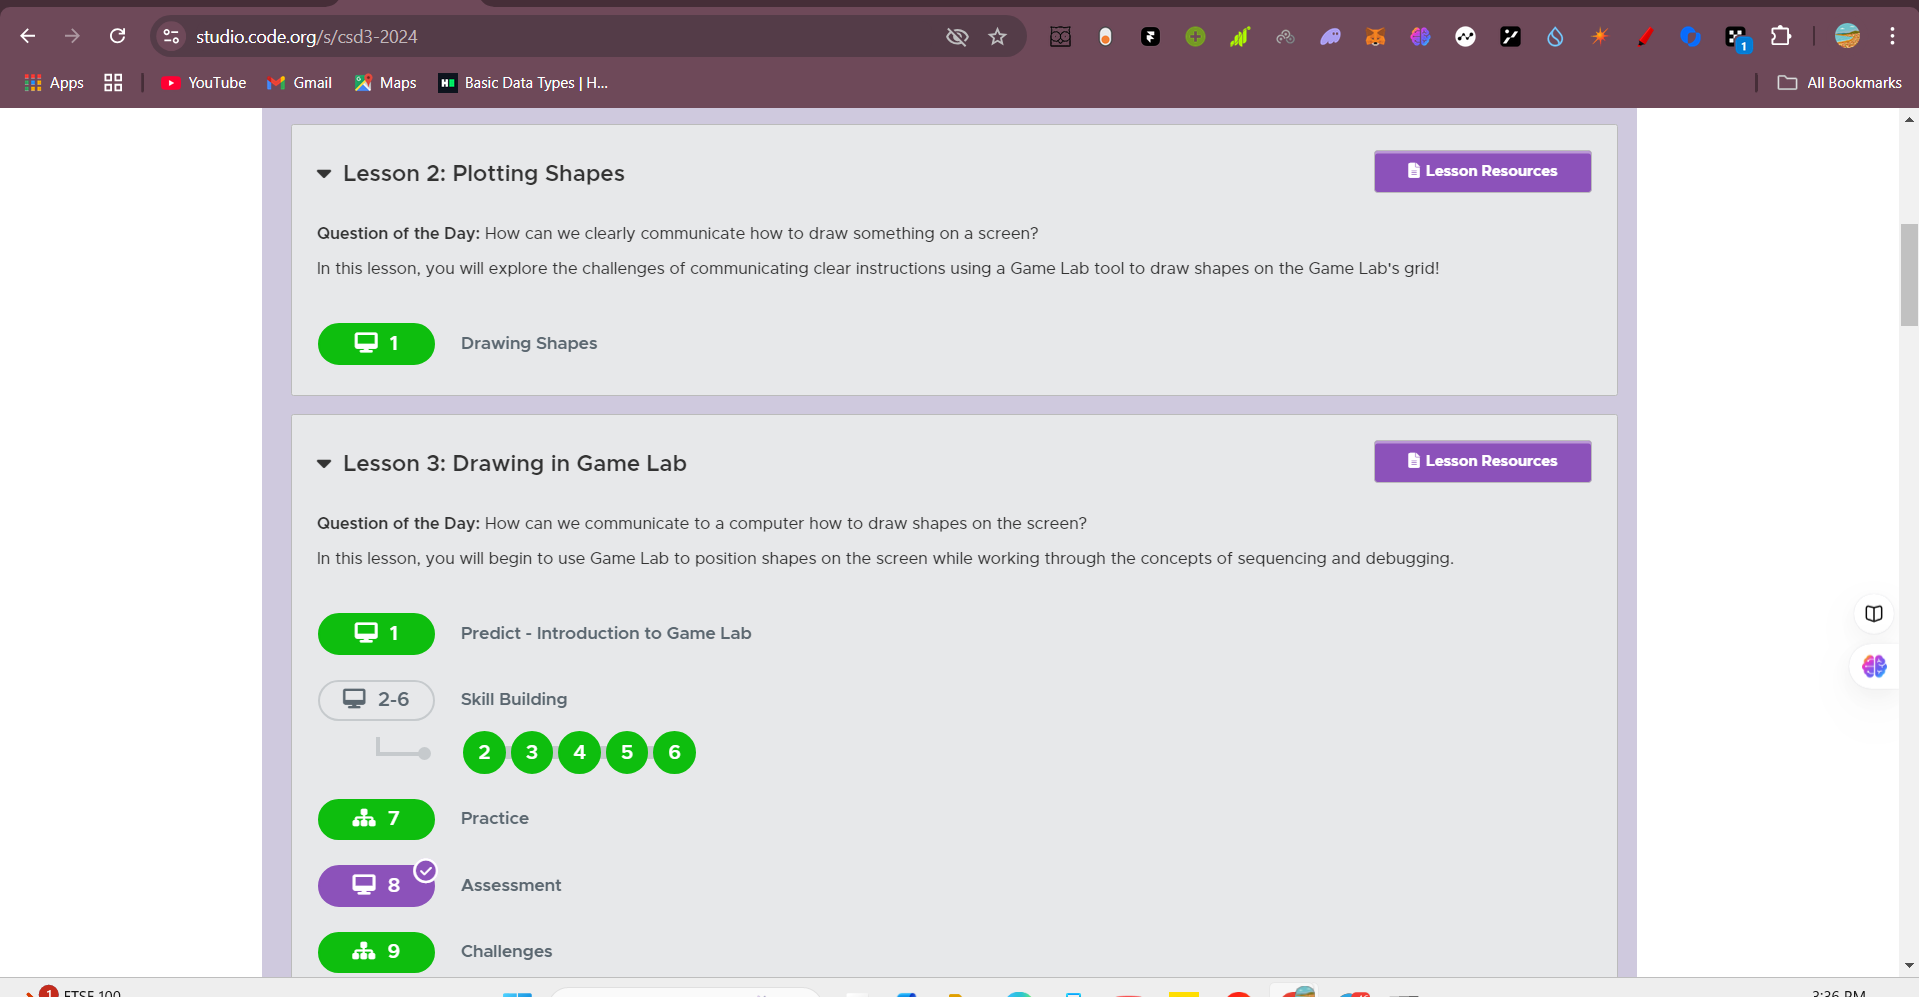 studio.code.org/s/csd3-2024
1
Apps
YouTube
Gmail
Maps
Basic Data Types | H...
All Bookmarks
Lesson 2: Plotting Shapes
Lesson Resources
Question of the Day: How can we clearly communicate how to draw something on a screen?
In this lesson, you will explore the challenges of communicating clear instructions using a Game Lab tool to draw shapes on the Game Lab's grid!
1 Drawing Shapes
Lesson 3: Drawing in Game Lab
Lesson Resources
Question of the Day: How can we communicate to a computer how to draw shapes on the screen?
In this lesson, you will begin to use Game Lab to position shapes on the screen while working through the concepts of sequencing and debugging.
1 Predict - Introduction to Game Lab
2-6 Skill Building
2 3 4 5 6
7 Practice
8 Assessment
9 Challenges
1 FTSE 100
3:36 PM